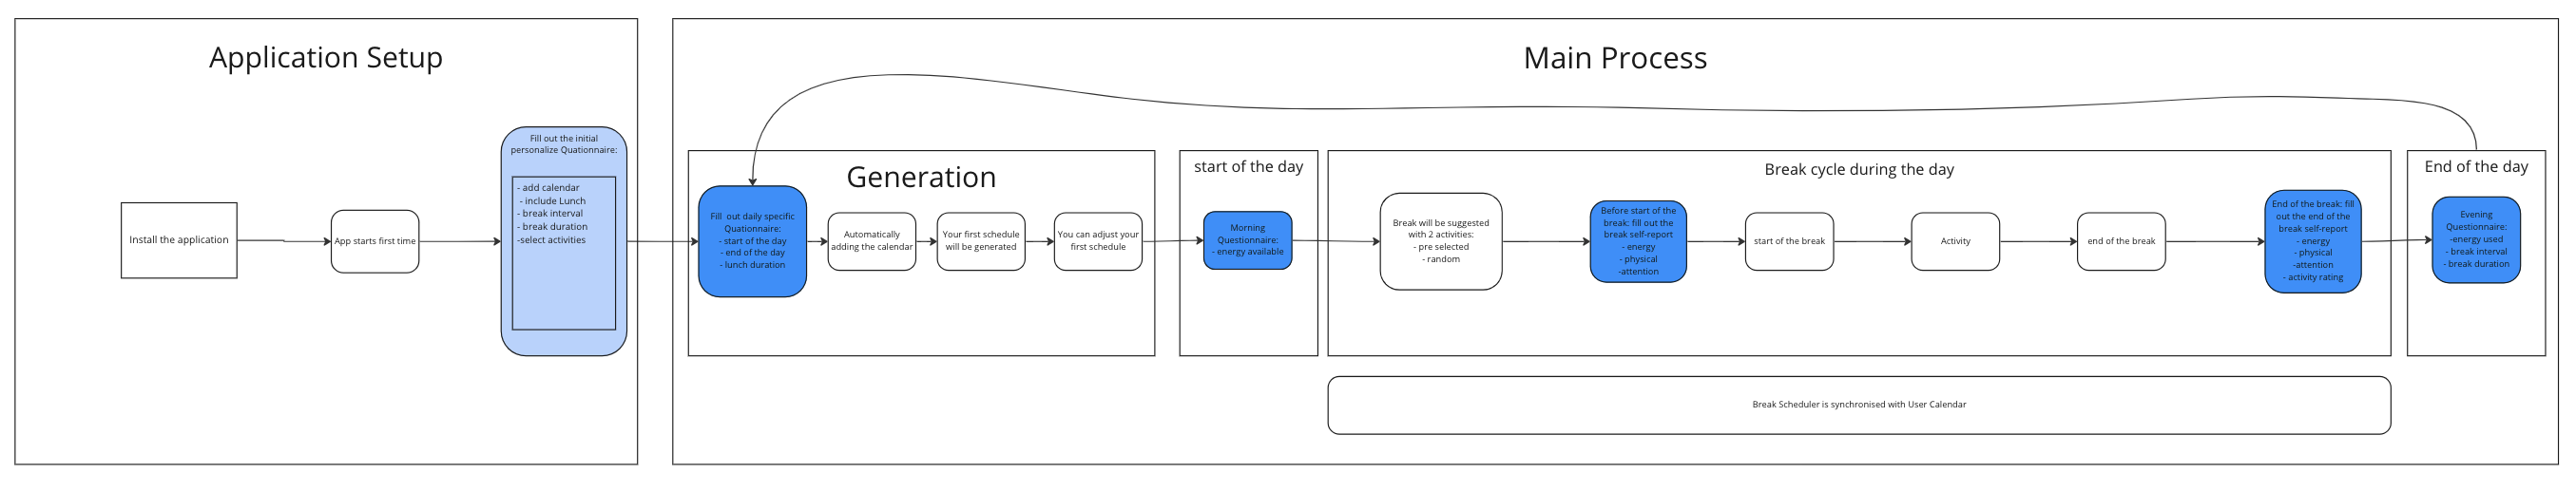 Application Setup
Install the application
App starts first time
Fill out the initial
personalize Quationnaire:
- add calendar
- include Lunch
- break interval
- break duration
-select activities
Main Process
Generation
Fill out daily specific
Quationnaire:
- start of the day
- end of the day
- lunch duration
Automatically
adding the calendar
Your first schedule
will be generated
You can adjust your
first schedule
start of the day
Morning
Questionnaire:
- energy available
Break cycle during the day
Break will be suggested
with 2 activities:
- pre selected
- random
Before start of the
break: fill out the
break self-report
- energy
- physical
-attention
start of the break
Activity
end of the break
End of the break: fill
out the end of the
break self-report
- energy
- physical
-attention
- activity rating
End of the day
Evening
Questionnaire:
-energy used
- break interval
- break duration
Break Scheduler is synchronised with User Calendar